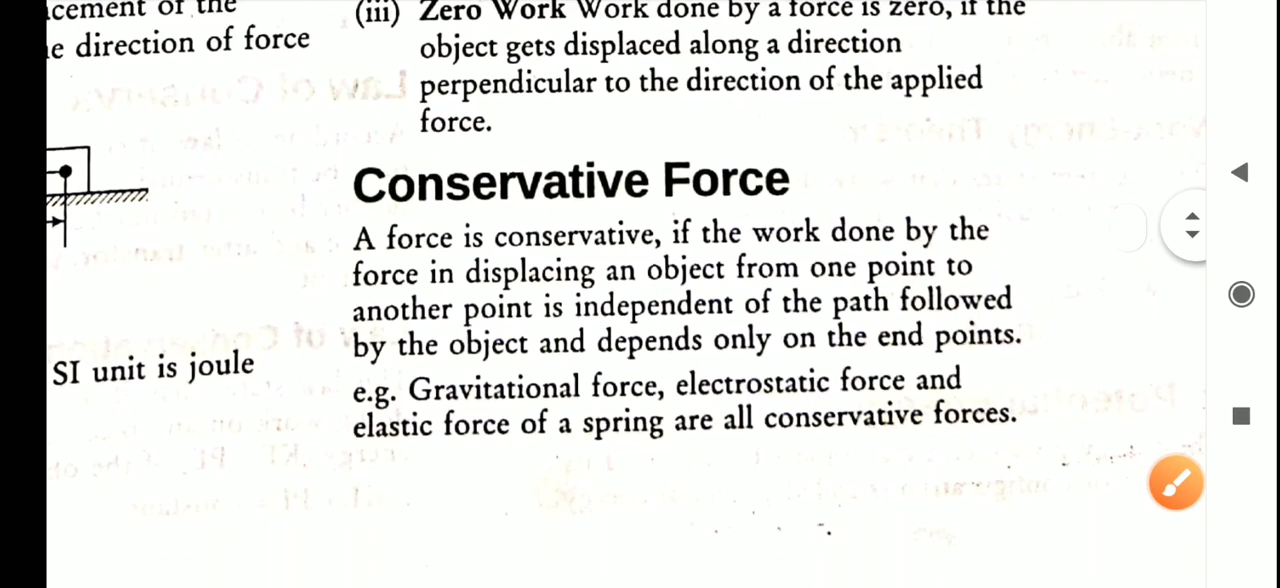 cement of the
e direction of force
SI unit is joule
(iii) Zero Work Work done by a force is zero, if the
object gets displaced along a direction
perpendicular to the direction of the applied
force.
Conservative Force
A force is conservative, if the work done by the
force in displacing an object from one point to
another point is independent of the path followed
by the object and depends only on the end points.
e.g. Gravitational force, electrostatic force and
elastic force of a spring are all conservative forces.